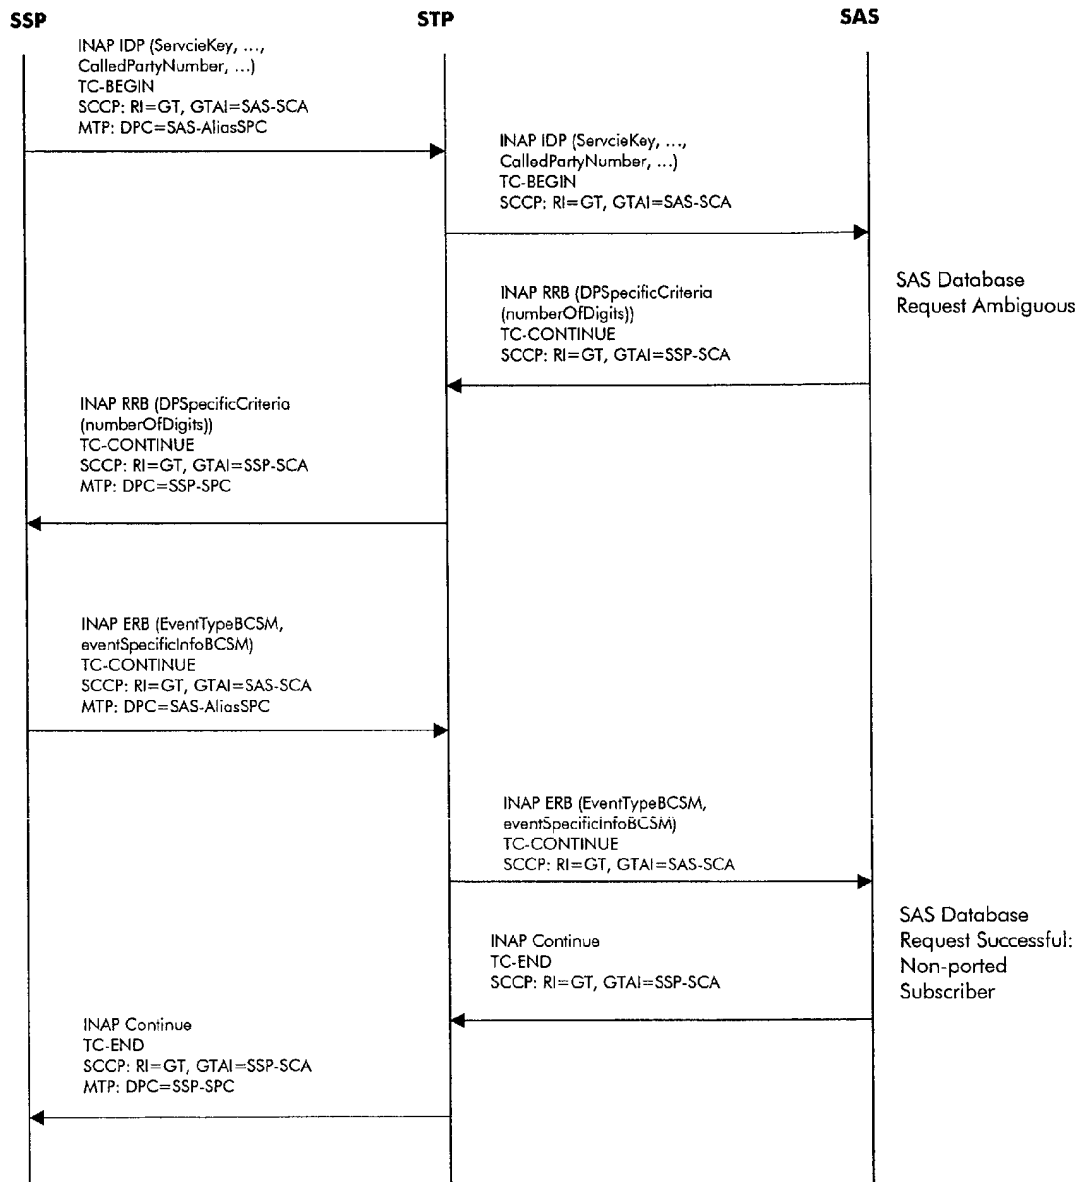 SSP STP SAS
INAP IDP (ServcieKey, ...,
CalledPartyNumber, ...)
TC-BEGIN
SCCP: RI=GT, GTAI=SAS-SCA
MTP: DPC=SAS-AliasSPC
INAP IDP (ServcieKey, ...,
CalledPartyNumber, ...)
TC-BEGIN
SCCP: RI=GT, GTAI=SAS-SCA
SAS Database
Request Ambiguous
INAP RRB (DPSpecificCriteria
(numberOfDigits))
TC-CONTINUE
SCCP: RI=GT, GTAI=SSP-SCA
INAP RRB (DPSpecificCriteria
(numberOfDigits))
TC-CONTINUE
SCCP: RI=GT, GTAI=SSP-SCA
MTP: DPC=SSP-SPC
INAP ERB (EventTypeBCSM,
eventSpecificInfoBCSM)
TC-CONTINUE
SCCP: RI=GT, GTAI=SAS-SCA
MTP: DPC=SAS-AliasSPC
INAP ERB (EventTypeBCSM,
eventSpecificInfoBCSM)
TC-CONTINUE
SCCP: RI=GT, GTAI=SAS-SCA
SAS Database
Request Successful:
Non-ported
Subscriber
INAP Continue
TC-END
SCCP: RI=GT, GTAI=SSP-SCA
INAP Continue
TC-END
SCCP: RI=GT, GTAI=SSP-SCA
MTP: DPC=SSP-SPC